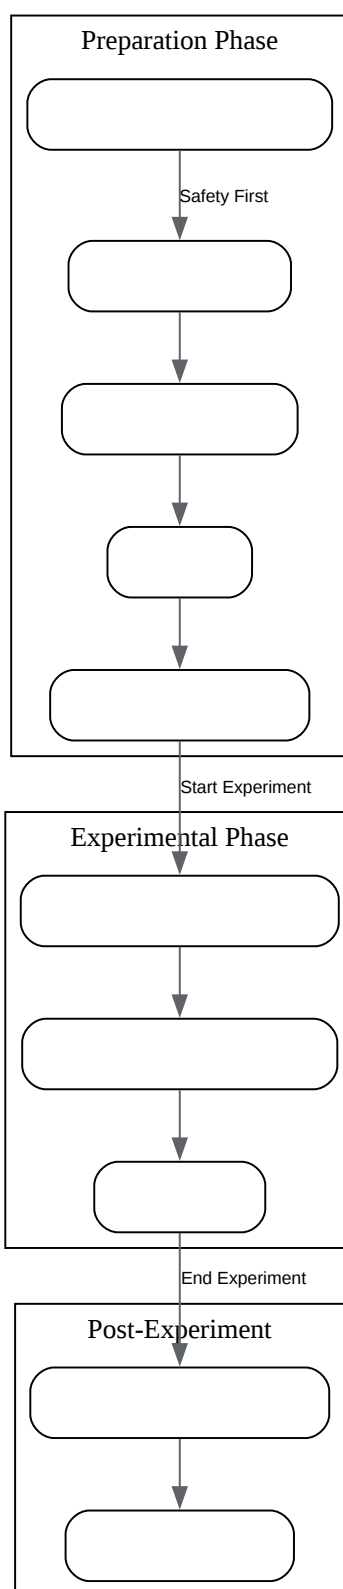 Preparation Phase
Safety First
Start Experiment
Experimental Phase
End Experiment
Post-Experiment